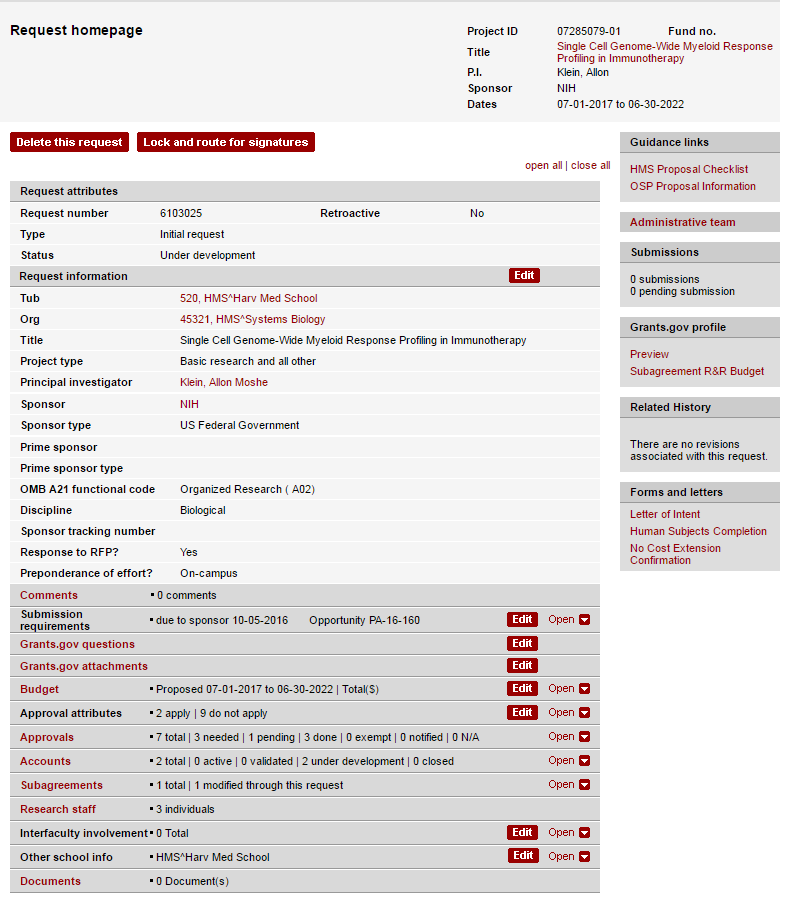 Request homepage
Project ID 07285079-01 Fund no.
Title Single Cell Genome-Wide Myeloid Response
Profiling in Immunotherapy
P.I. Klein, Allon
Sponsor NIH
Dates 07-01-2017 to 06-30-2022
Delete this request Lock and route for signatures
open all | close all
Request attributes
Request number 6103025 Retroactive No
Type Initial request
Status Under development
Request information Edit
Tub 520, HMS^Harv Med School
Org 45321, HMS^Systems Biology
Title Single Cell Genome-Wide Myeloid Response Profiling in Immunotherapy
Project type Basic research and all other
Principal investigator Klein, Allon Moshe
Sponsor NIH
Sponsor type US Federal Government
Prime sponsor
Prime sponsor type
OMB A21 functional code Organized Research ( A02)
Discipline Biological
Sponsor tracking number
Response to RFP? Yes
Preponderance of effort? On-campus
Comments ▪ 0 comments
Submission
requirements ▪ due to sponsor 10-05-2016 Opportunity PA-16-160 Edit Open
Grants.gov questions Edit
Grants.gov attachments Edit
Budget ▪ Proposed 07-01-2017 to 06-30-2022 | Total($) Edit Open
Approval attributes ▪ 2 apply | 9 do not apply Edit Open
Approvals ▪ 7 total | 3 needed | 1 pending | 3 done | 0 exempt | 0 notified | 0 N/A Open
Accounts ▪ 2 total | 0 active | 0 validated | 2 under development | 0 closed Open
Subagreements ▪ 1 total | 1 modified through this request Open
Research staff ▪ 3 individuals
Interfaculty involvement ▪ 0 Total Edit Open
Other school info ▪ HMS^Harv Med School Edit Open
Documents ▪ 0 Document(s)
Guidance links
HMS Proposal Checklist
OSP Proposal Information
Administrative team
Submissions
0 submissions
0 pending submission
Grants.gov profile
Preview
Subagreement R&R Budget
Related History
There are no revisions
associated with this request.
Forms and letters
Letter of Intent
Human Subjects Completion
No Cost Extension
Confirmation